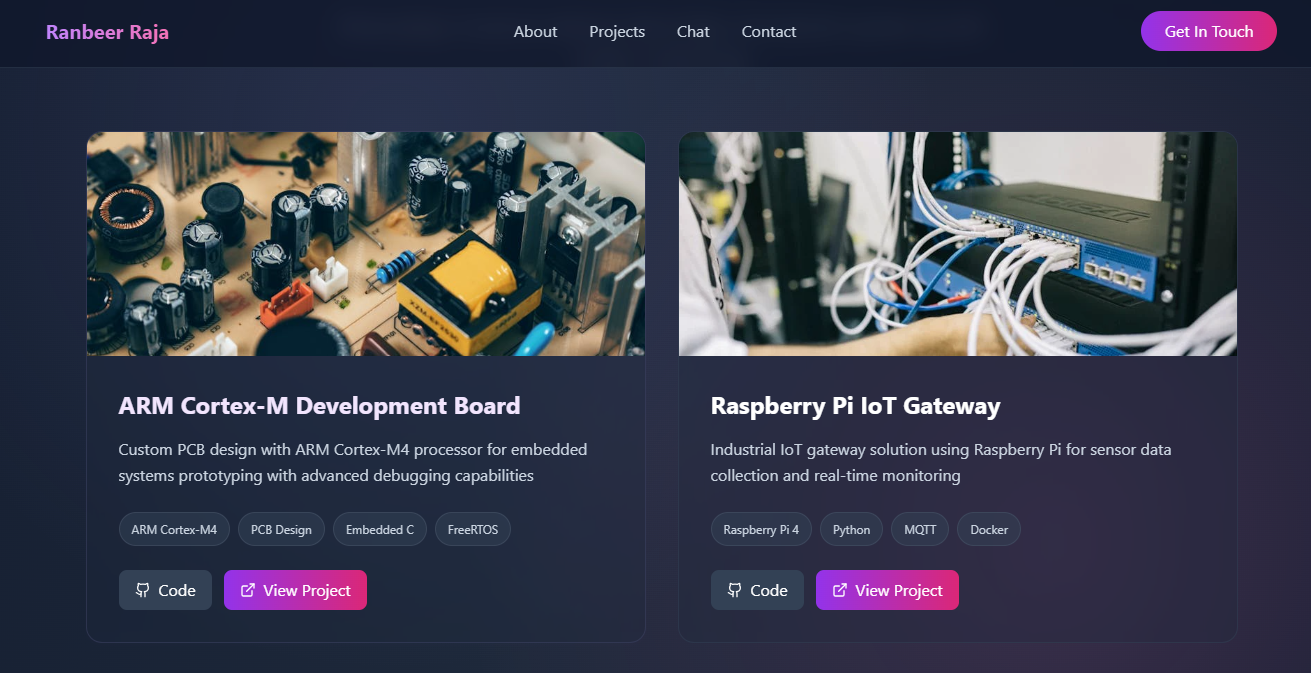 Ranbeer Raja
About
Projects
Chat
Contact
Get In Touch
ARM Cortex-M Development Board
Custom PCB design with ARM Cortex-M4 processor for embedded
systems prototyping with advanced debugging capabilities
ARM Cortex-M4
PCB Design
Embedded C
FreeRTOS
Code
View Project
Raspberry Pi IoT Gateway
Industrial IoT gateway solution using Raspberry Pi for sensor data
collection and real-time monitoring
Raspberry Pi 4
Python
MQTT
Docker
Code
View Project